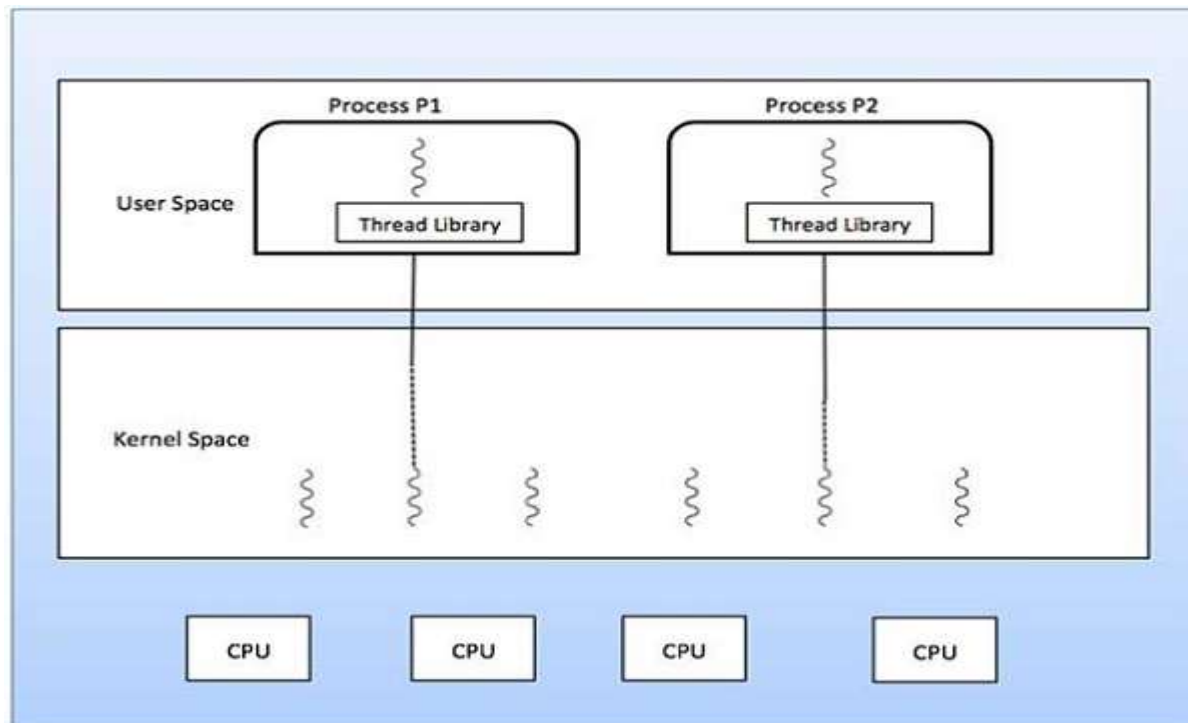 Process P1
Process P2
User Space
Thread Library
Thread Library
Kernel Space
CPU
CPU
CPU
CPU